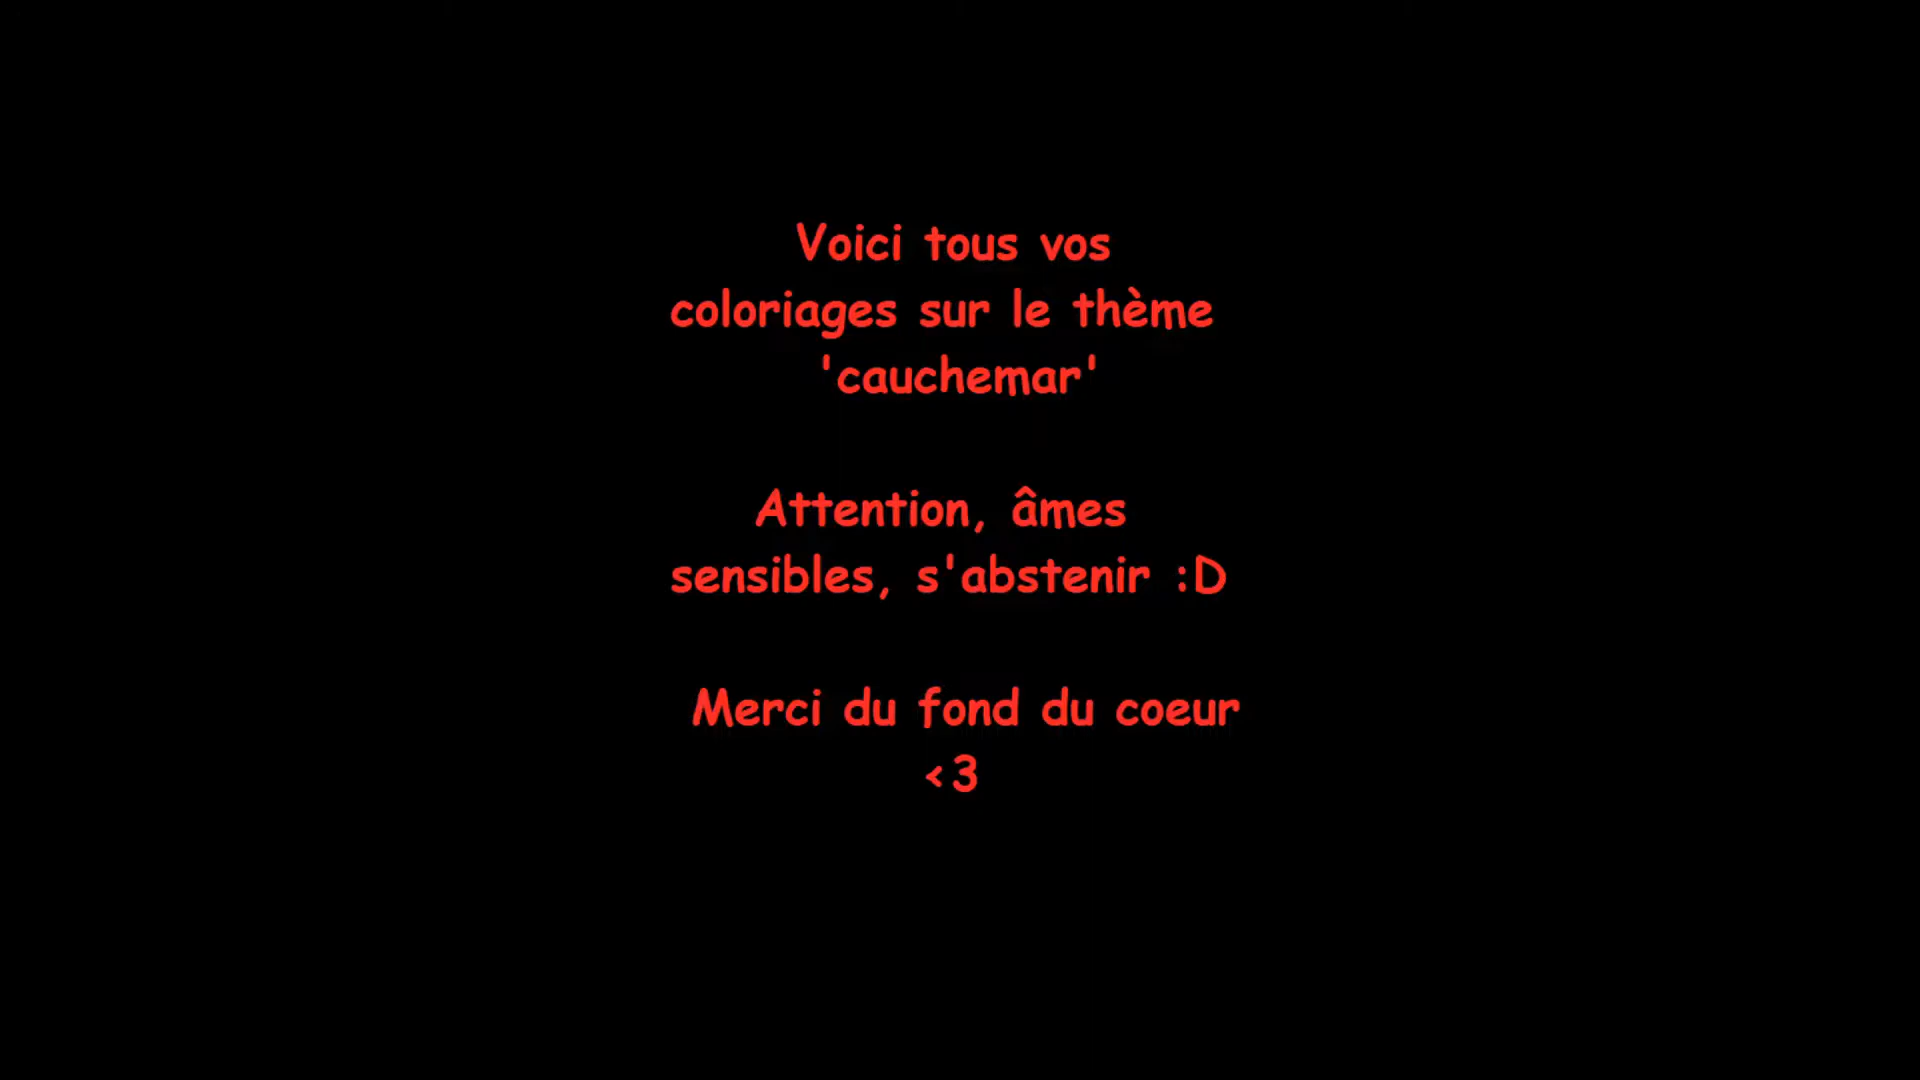 Voici tous vos
coloriages sur le thème
'cauchemar'
Attention, âmes
sensibles, s'abstenir :D
Merci du fond du coeur
<3